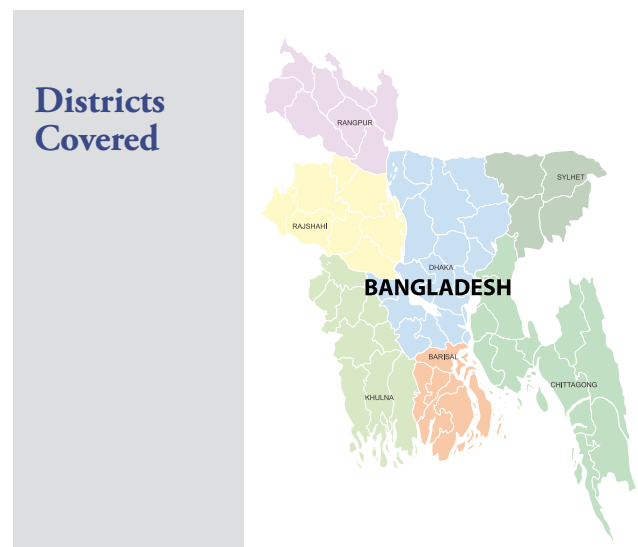 Districts
Covered
RANGPUR
SYLHET
RAJSHAHI
DHAKA
BANGLADESH
BARISAL
CHITTAGONG
KHULNA